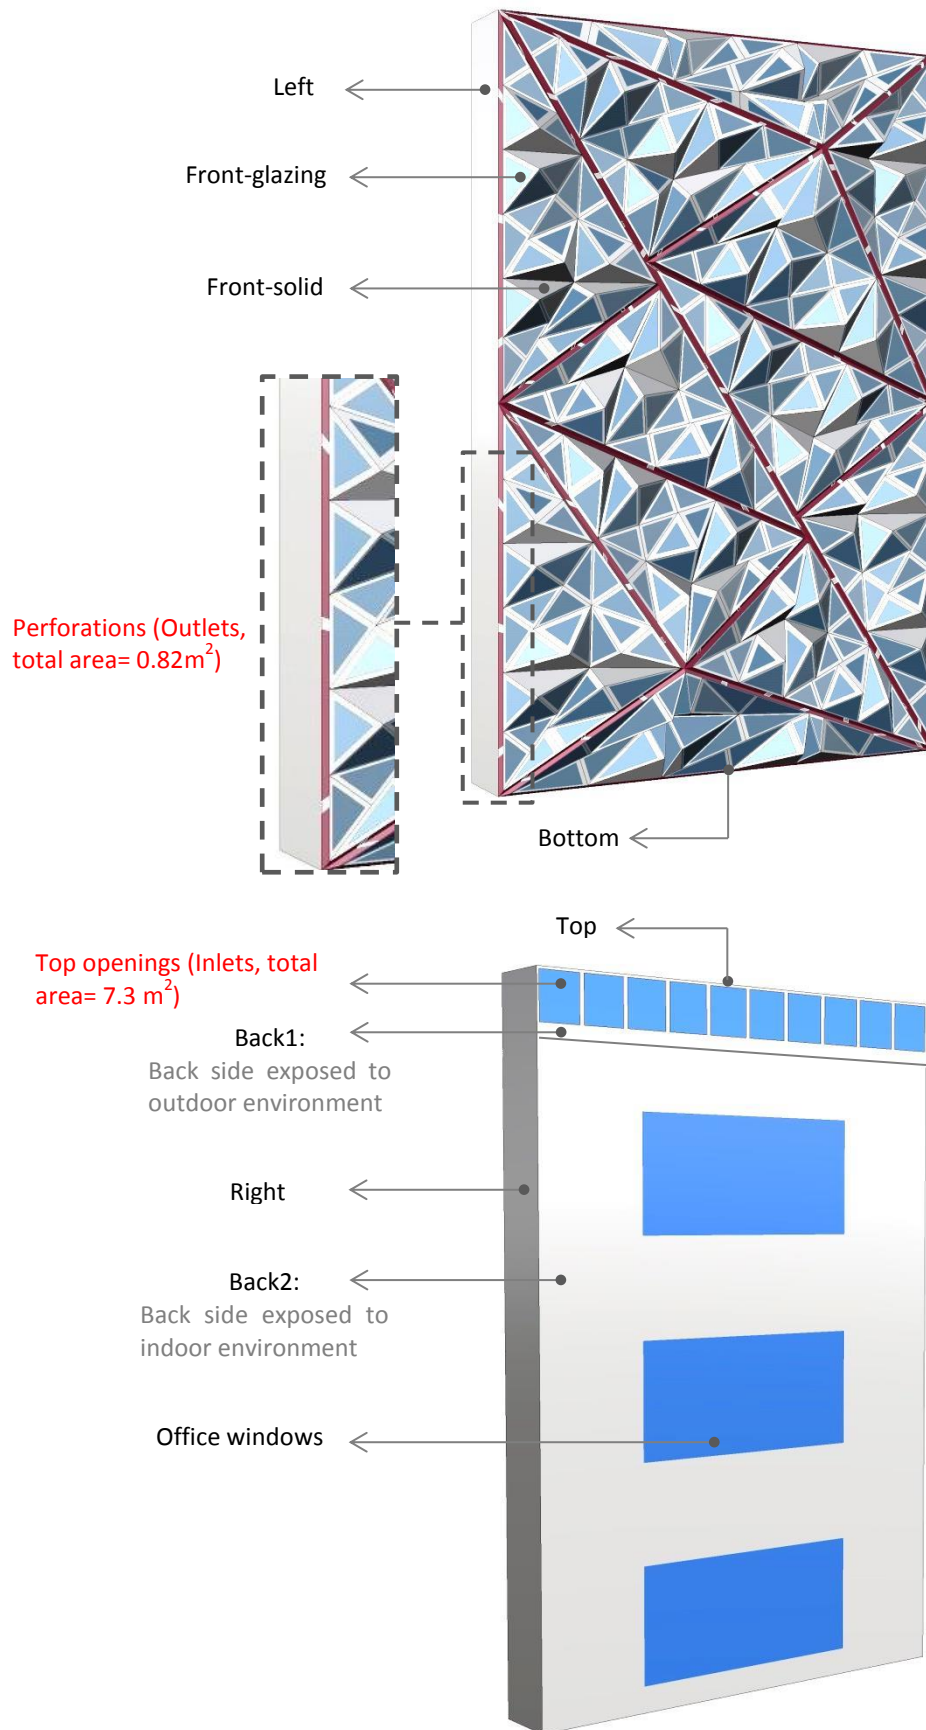 Left
Front-glazing
Front-solid
Perforations (Outlets,
total area= 0.82m²)
Bottom
Top
Top openings (Inlets, total
area= 7.3 m²)
Back1:
Back side exposed to
outdoor environment
Right
Back2:
Back side exposed to
indoor environment
Office windows